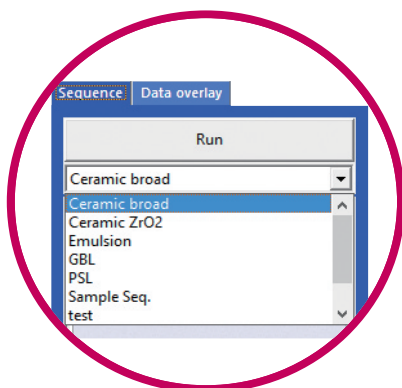 Sequence Data overlay
Run
Ceramic broad
Ceramic broad
Ceramic ZrO2
Emulsion
GBL
PSL
Sample Seq.
test